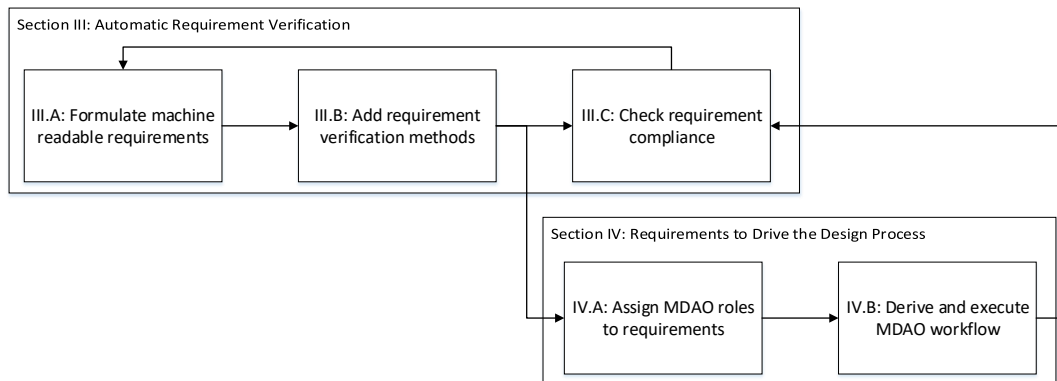 Section III: Automatic Requirement Verification
III.A: Formulate machine
readable requirements
III.B: Add requirement
verification methods
III.C: Check requirement
compliance
Section IV: Requirements to Drive the Design Process
IV.A: Assign MDAO roles
to requirements
IV.B: Derive and execute
MDAO workflow